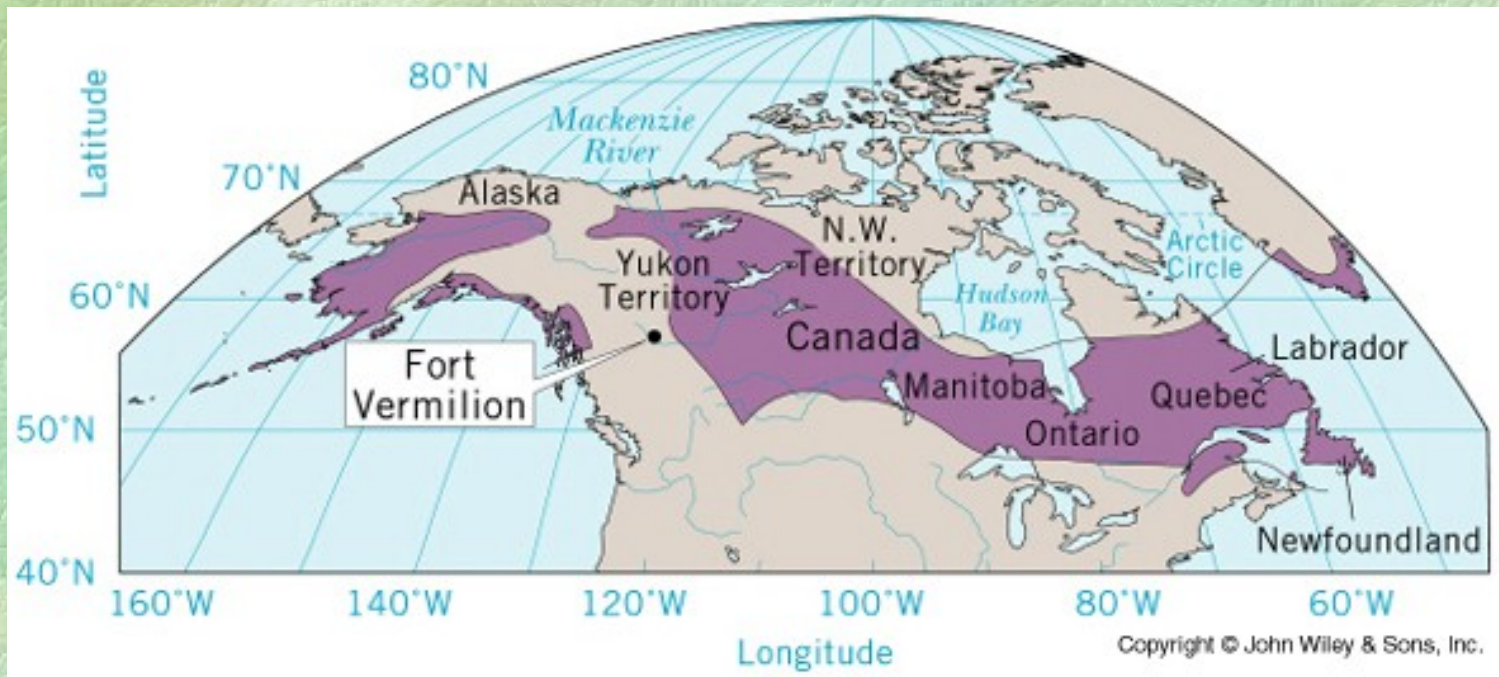 80°N
Latitude
Mackenzie
River
70°N
Alaska
N.W.
Territory
Arctic
Circle
Yukon
Territory
60°N
Hudson
Bay
Canada
Fort
Vermilion
Labrador
Manitoba
Quebec
50°N
Ontario
Newfoundland
40°N
160°W 140°W 120°W 100°W 80°W 60°W
Longitude
Copyright © John Wiley & Sons, Inc.